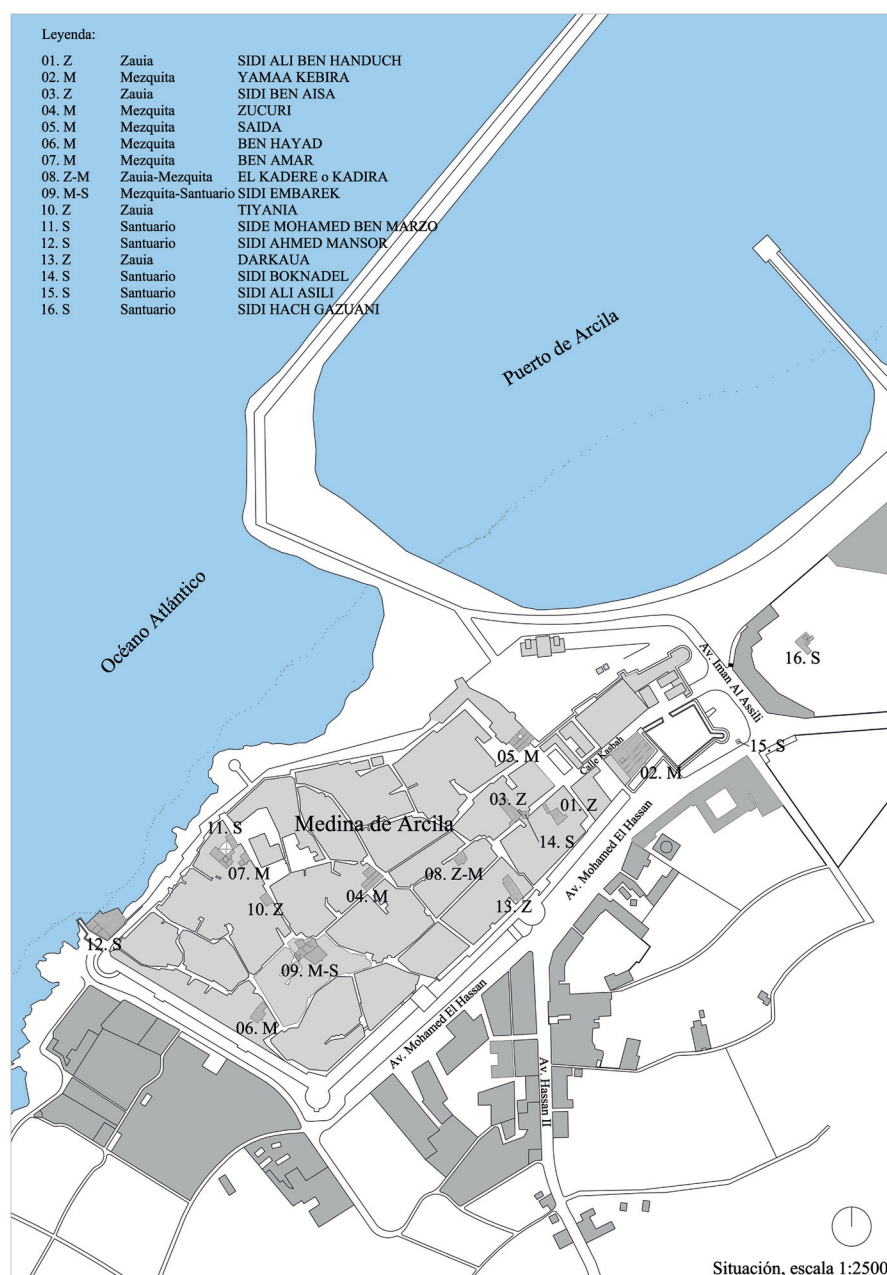 Leyenda:
01. Z Zauia SIDI ALI BEN HANDUCH
02. M Mezquita YAMAA KEBIRA
03. Z Zauia SIDI BEN AISA
04. M Mezquita ZUCURI
05. M Mezquita SAIDA
06. M Mezquita BEN HAYAD
07. M Mezquita BEN AMAR
08. Z-M Zauia-Mezquita EL KADERE o KADIRA
09. M-S Mezquita-Santuario SIDI EMBAREK
10. Z Zauia TIYANIA
11. S Santuario SIDE MOHAMED BEN MARZO
12. S Santuario SIDI AHMED MANSOR
13. Z Zauia DARKAUA
14. S Santuario SIDI BOKNADEL
15. S Santuario SIDI ALI ASILI
16. S Santuario SIDI HACH GAZUANI
Puerto de Arcila
Océano Atlántico
Av. Iman Al Assili
16. S
05. M
Calle Kasbah
15. S
02. M
03. Z
01. Z
11. S
Medina de Arcila
14. S
Av. Mohamed El Hassan
07. M
08. Z-M
04. M
10. Z
13. Z
12. S
09. M-S
06. M
Av. Mohamed El Hassan
Av. Hassan II
Situación, escala 1:2500